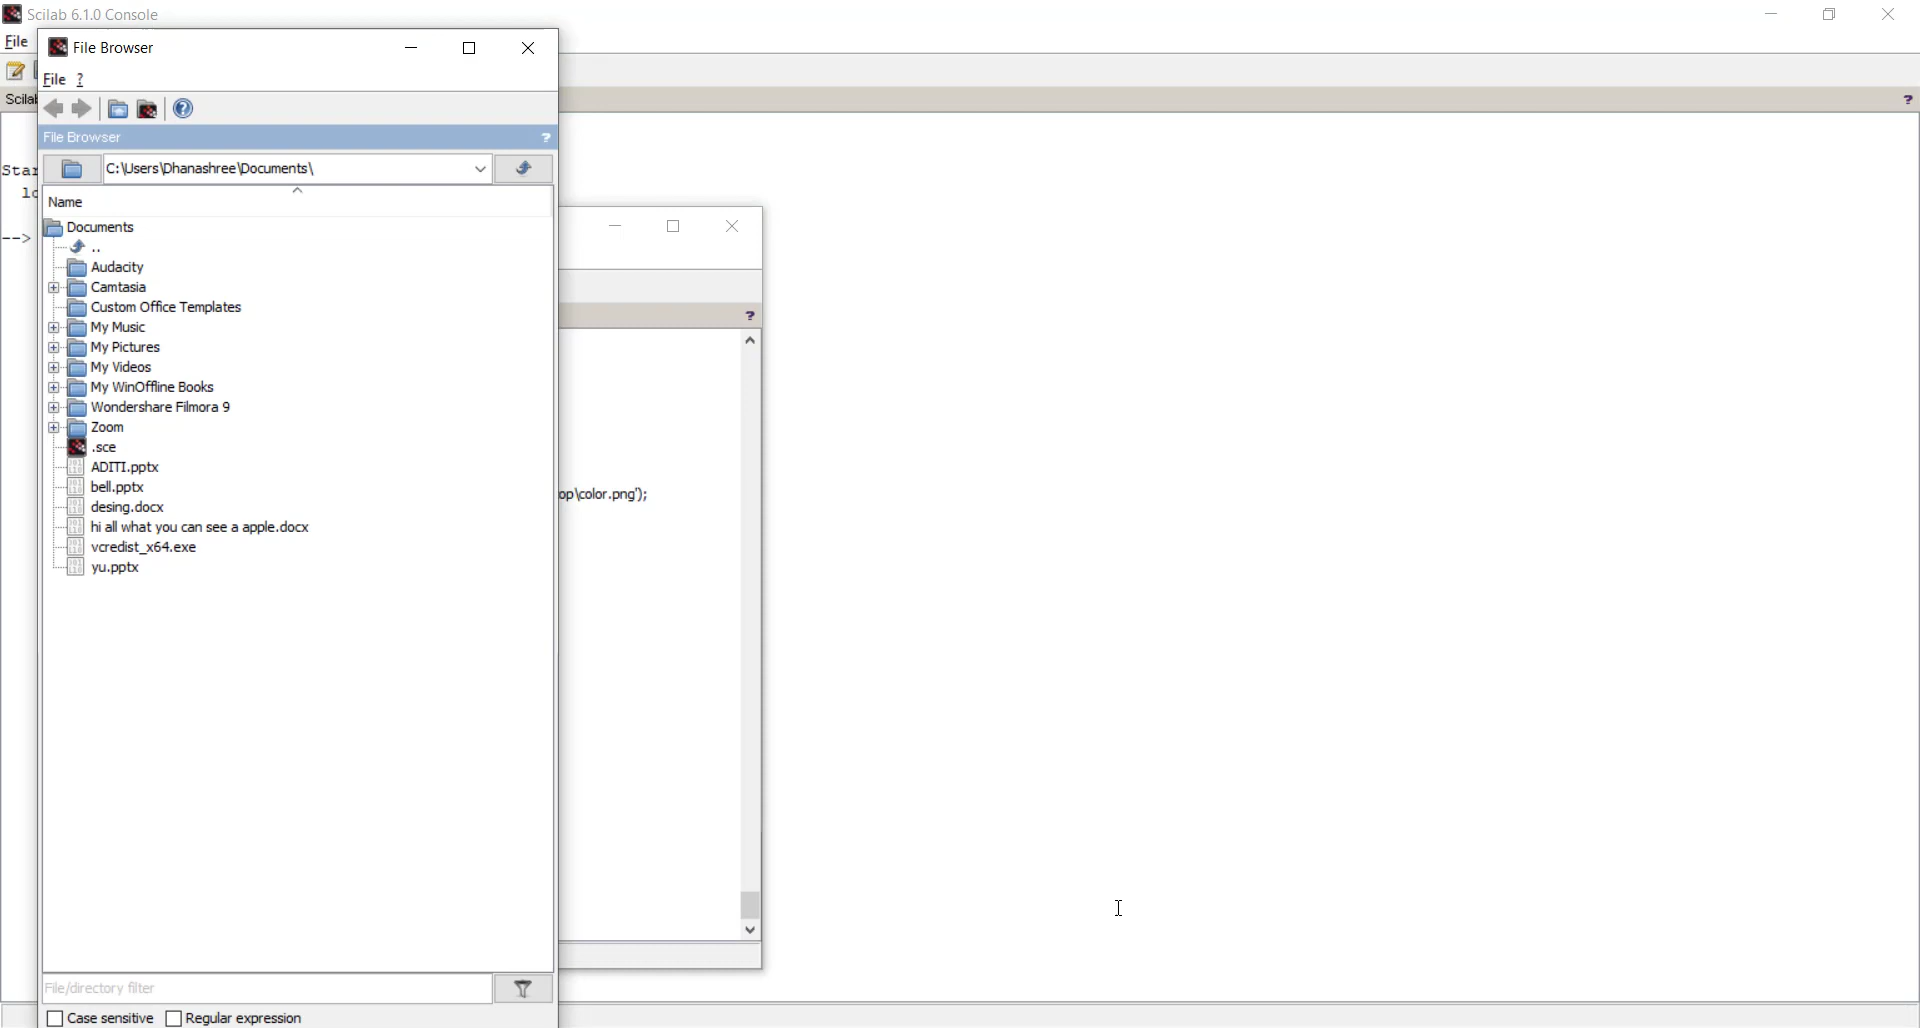 Scilab 6.1.0 Console
File
File Browser
File ?
File Browser ?
?
C:\Users\Dhanashree\Documents\
Name
-->
Documents
..
Audacity
Camtasia
Custom Office Templates
My Music
?
My Pictures
My Videos
My WinOffline Books
Wondershare Filmora 9
Zoom
.sce
ADITI.pptx
bell.pptx
op\color.png');
desing.docx
hi all what you can see a apple.docx
vcredist_x64.exe
yu.pptx
File/directory filter
Case sensitive Regular expression